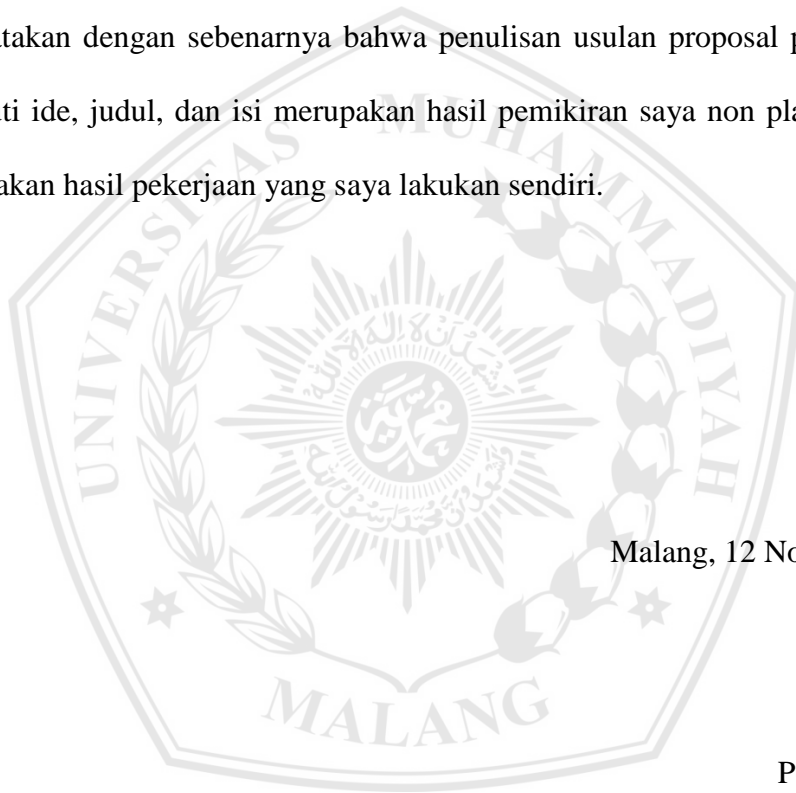 atakan dengan sebenarnya bahwa penulisan usulan proposal p
uti ide, judul, dan isi merupakan hasil pemikiran saya non pla
akan hasil pekerjaan yang saya lakukan sendiri.
UNIVERSITAS MUHAMMADIYAH
Malang, 12 No
MALANG
P